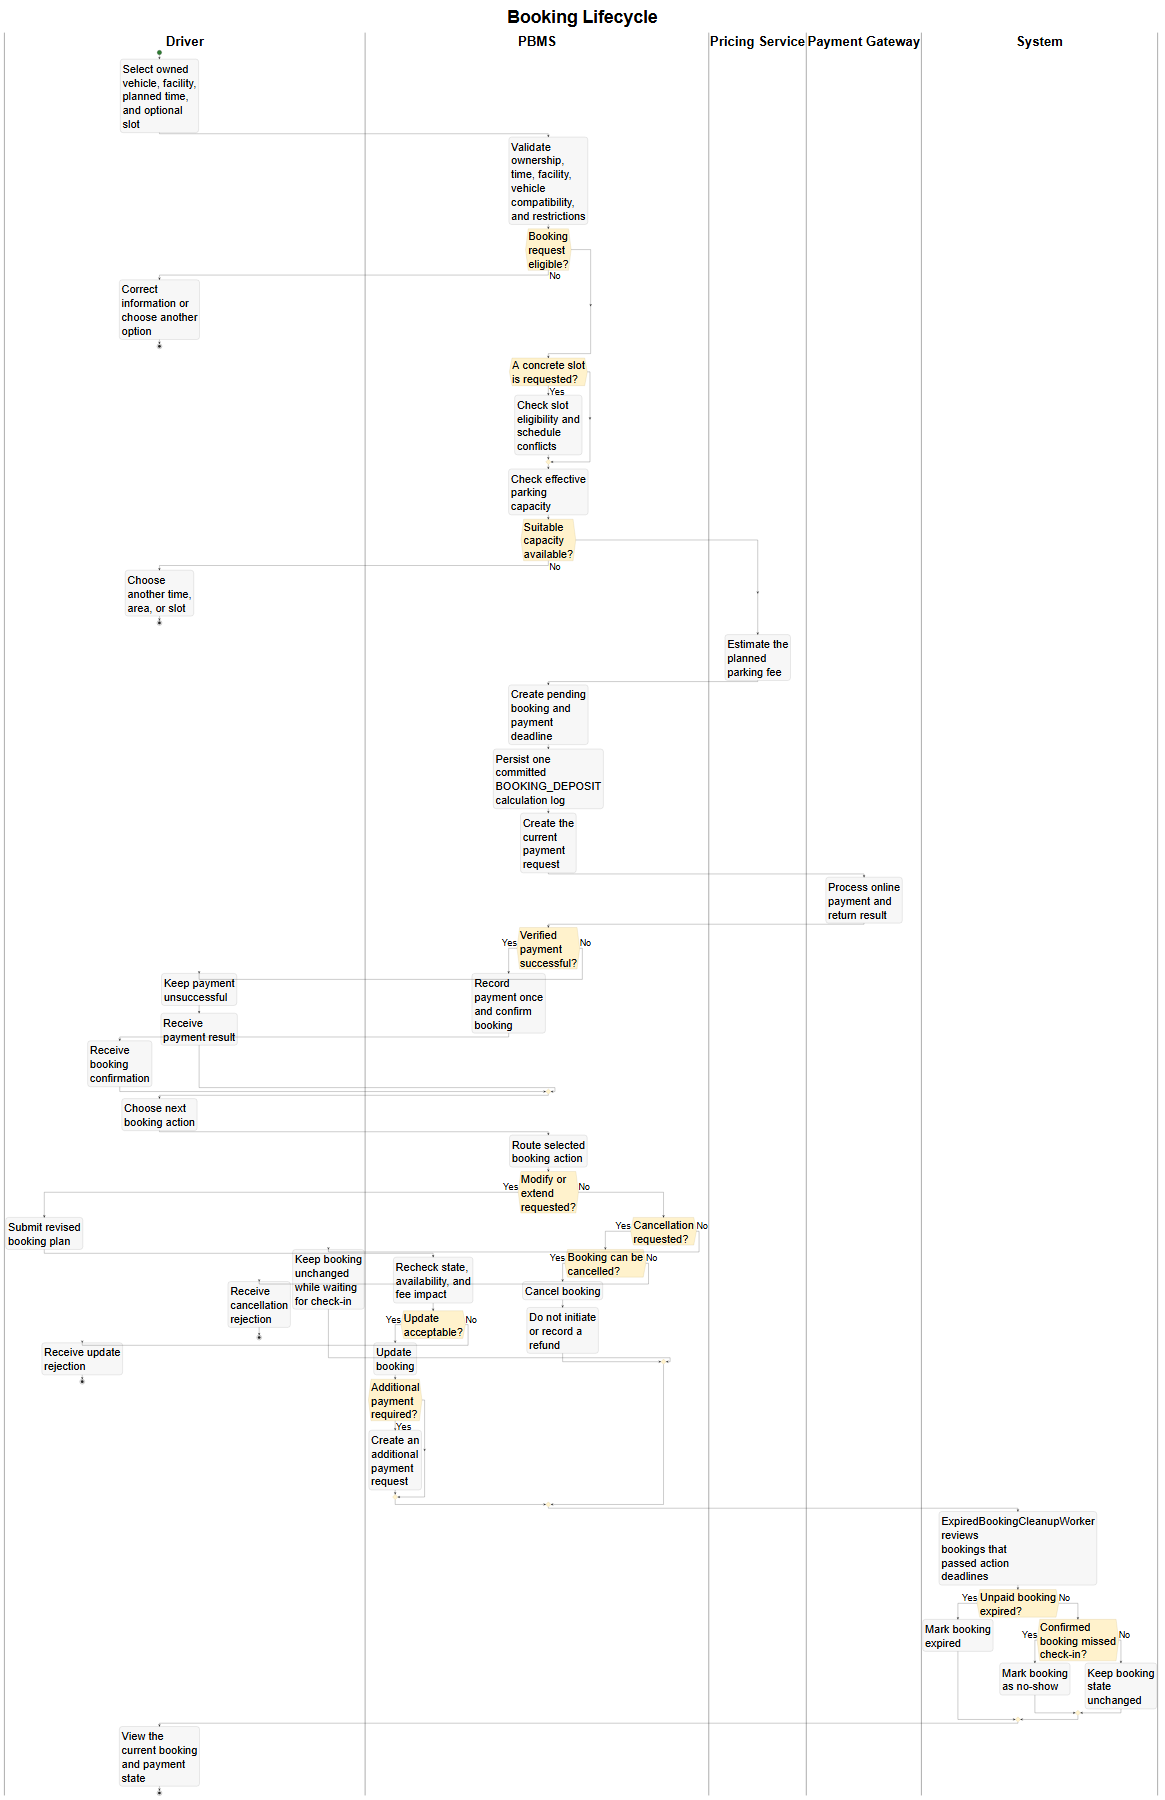 Booking Lifecycle
Driver
PBMS
Pricing Service
Payment Gateway
System
Select owned
vehicle, facility,
planned time,
and optional
slot
Validate
ownership,
time, facility,
vehicle
compatibility,
and restrictions
Booking
request
eligible?
No
Correct
information or
choose another
option
A concrete slot
is requested?
Yes
Check slot
eligibility and
schedule
conflicts
Check effective
parking
capacity
Suitable
capacity
available?
No
Choose
another time,
area, or slot
Estimate the
planned
parking fee
Create pending
booking and
payment
deadline
Persist one
committed
BOOKING_DEPOSIT
calculation log
Create the
current
payment
request
Process online
payment and
return result
Verified
payment
successful?
Yes
No
Keep payment
unsuccessful
Record
payment once
and confirm
booking
Receive
payment result
Receive
booking
confirmation
Choose next
booking action
Route selected
booking action
Modify or
extend
requested?
Yes
No
Submit revised
booking plan
Yes
Cancellation
requested?
No
Keep booking
unchanged
while waiting
for check-in
Recheck state,
availability, and
fee impact
Yes
Booking can be
cancelled?
No
Receive
cancellation
rejection
Cancel booking
Do not initiate
or record a
refund
Yes
Update
acceptable?
No
Receive update
rejection
Update
booking
Additional
payment
required?
Yes
Create an
additional
payment
request
ExpiredBookingCleanupWorker
reviews
bookings that
passed action
deadlines
Yes
Unpaid booking
expired?
No
Mark booking
expired
Yes
Confirmed
booking missed
check-in?
No
Mark booking
as no-show
Keep booking
state
unchanged
View the
current booking
and payment
state